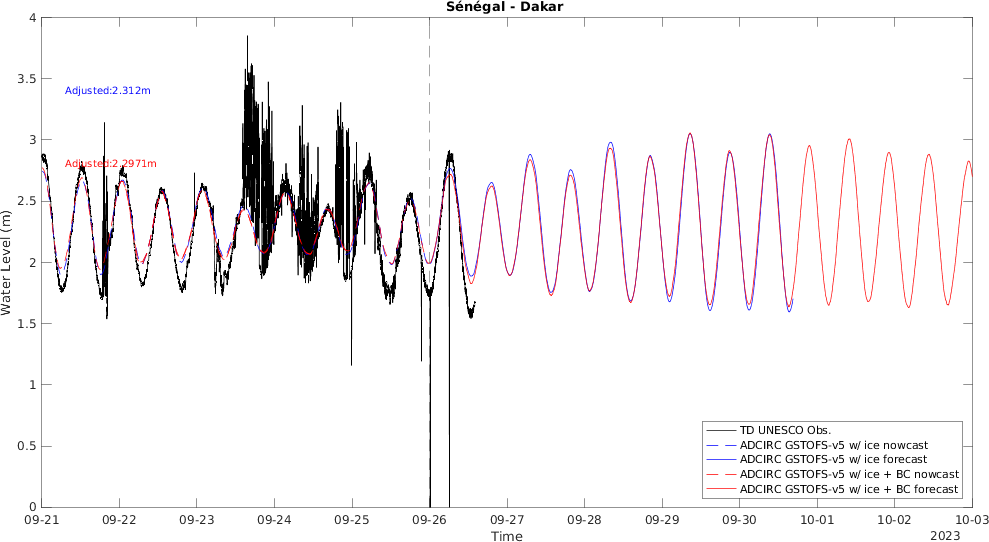 Sénégal - Dakar
4
3.5
3
2.5
2
1.5
1
0.5
0
Water Level (m)
Adjusted:2.312m
Adjusted:2.2971m
TD UNESCO Obs.
ADCIRC GSTOFS-v5 w/ ice nowcast
ADCIRC GSTOFS-v5 w/ ice forecast
ADCIRC GSTOFS-v5 w/ ice + BC nowcast
ADCIRC GSTOFS-v5 w/ ice + BC forecast
09-21 09-22 09-23 09-24 09-25 09-26 09-27 09-28 09-29 09-30 10-01 10-02 10-03
Time
2023